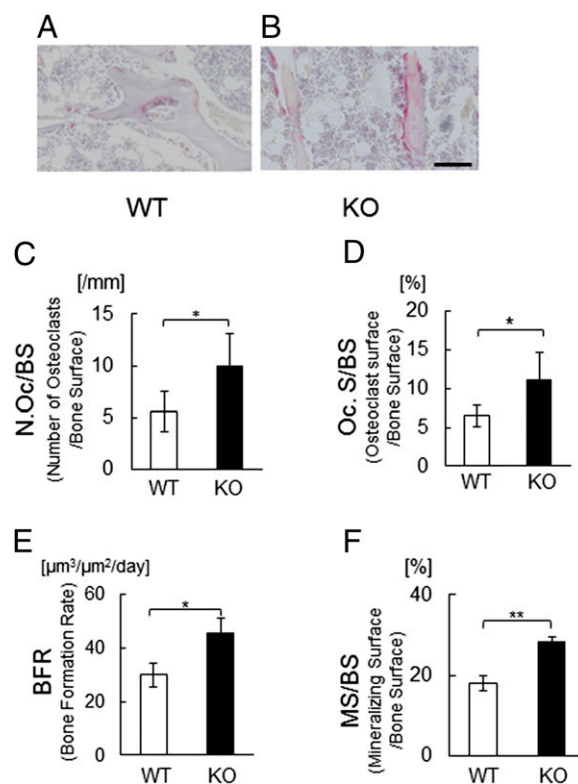 A
B
WT
KO
C
[/mm]
N.Oc/BS
(Number of Osteoclasts
/Bone Surface)
15
10
5
0
*
WT
KO
D
[%]
Oc. S/BS
(Osteoclast surface
/Bone Surface)
20
15
10
5
0
*
WT
KO
E
[µm³/µm²/day]
BFR
(Bone Formation Rate)
60
40
20
0
*
WT
KO
F
[%]
MS/BS
(Mineralizing Surface
/Bone Surface)
40
20
0
**
WT
KO